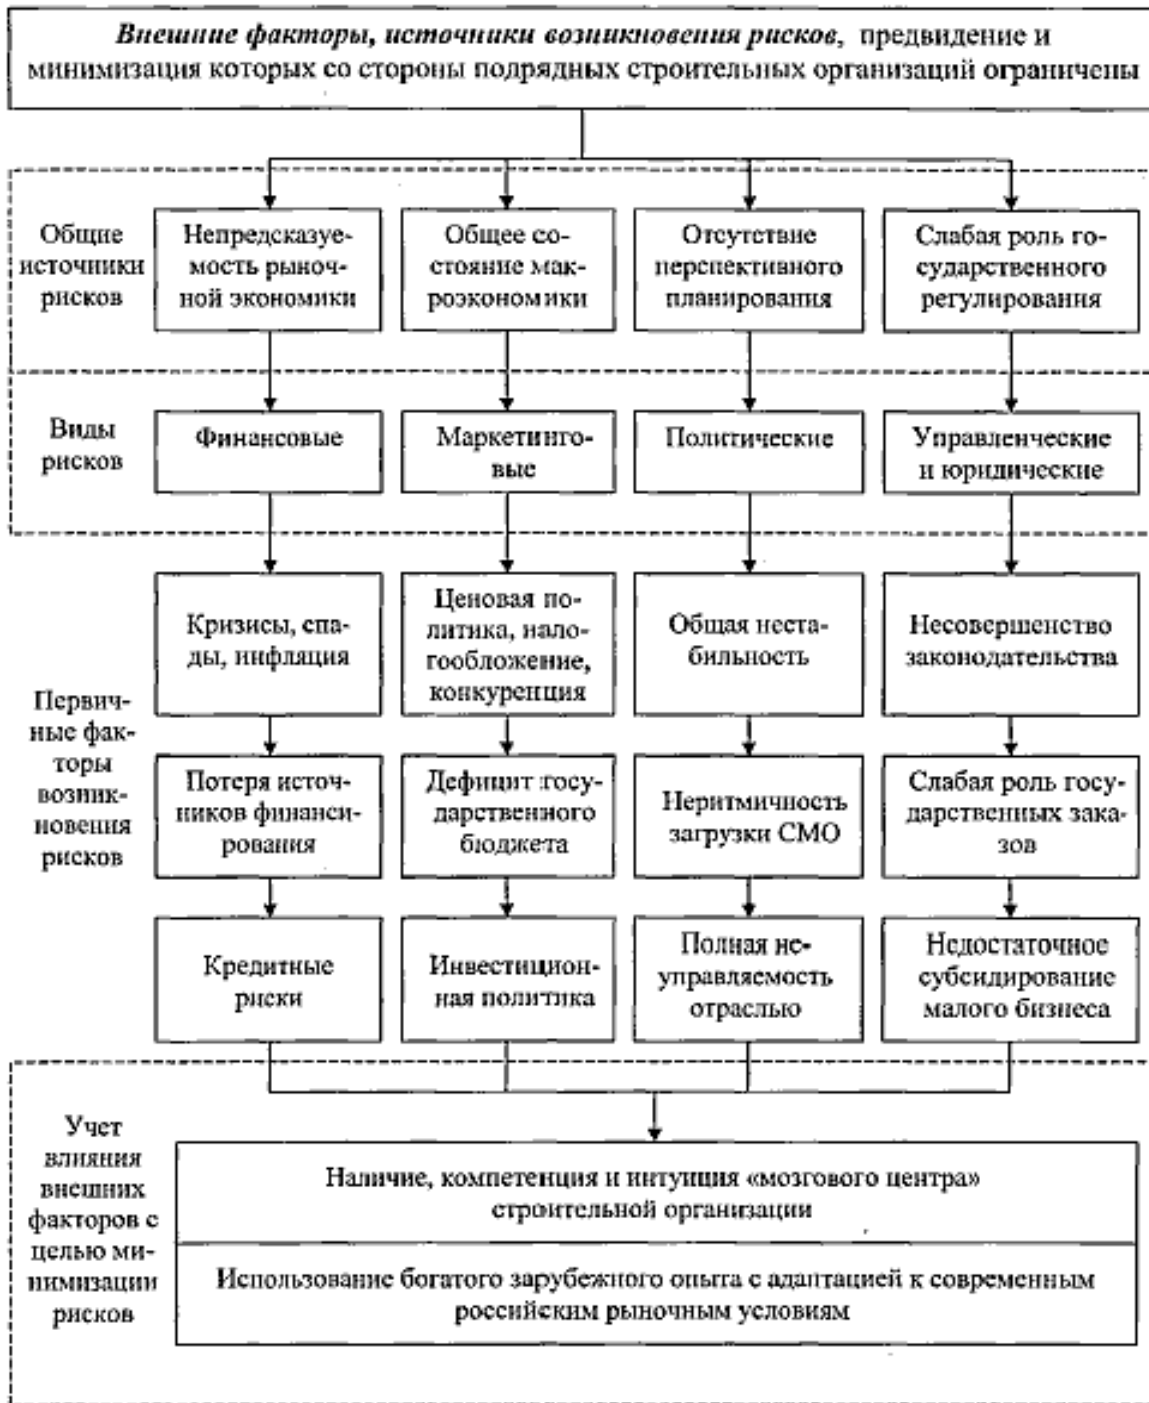 Внешние факторы, источники возникновения рисков, предвидение и
минимизация которых со стороны подрядных строительных организаций ограничены
Общие
источники
рисков
Непредсказуе-
мость рыноч-
ной экономики
Общее со-
стояние мак-
роэкономики
Отсутствие
перспективного
планирования
Слабая роль го-
сударственного
регулирования
Виды
рисков
Финансовые
Маркетинго-
вые
Политические
Управленческие
и юридические
Первич-
ные фак-
торы
возник-
новения
рисков
Кризисы, спа-
ды, инфляция
Ценовая по-
литика, нало-
гообложение,
конкуренция
Общая неста-
бильность
Несовершенство
законодательства
Потеря источ-
ников финанси-
рования
Дефицит госу-
дарственного
бюджета
Неритмичность
загрузки СМО
Слабая роль госу-
дарственных зака-
зов
Кредитные
риски
Инвестицион-
ная политика
Полная не-
управляемость
отраслью
Недостаточное
субсидирование
малого бизнеса
Учет
влияния
внешних
факторов с
целью ми-
нимизации
рисков
Наличие, компетенция и интуиция «мозгового центра»
строительной организации
Использование богатого зарубежного опыта с адаптацией к современным
российским рыночным условиям